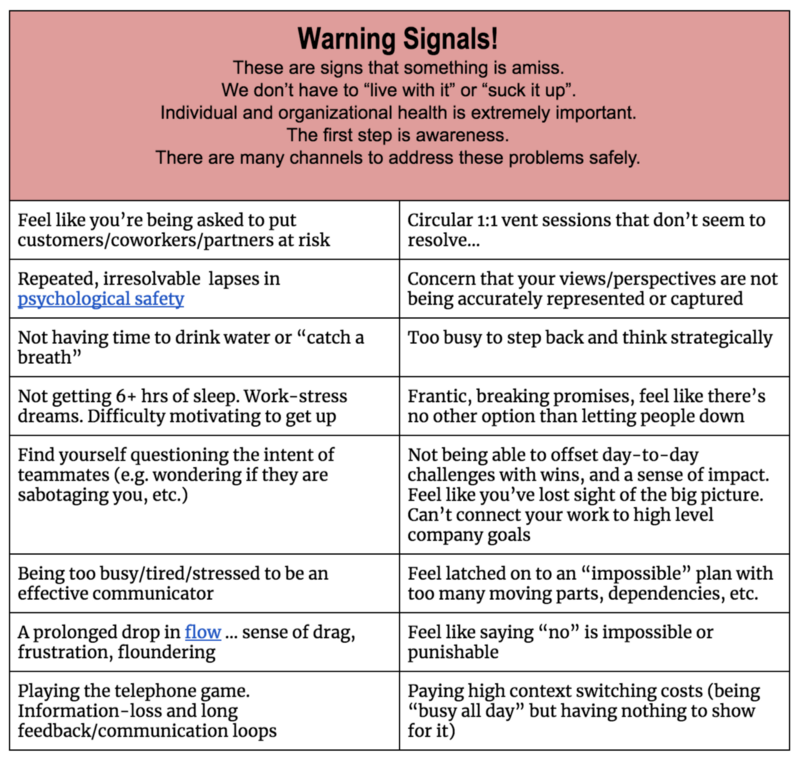 Warning Signals!
These are signs that something is amiss.
We don't have to “live with it” or “suck it up”.
Individual and organizational health is extremely important.
The first step is awareness.
There are many channels to address these problems safely.
Feel like you’re being asked to put
customers/coworkers/partners at risk
Circular 1:1 vent sessions that don’t seem to
resolve...
Repeated, irresolvable lapses in
psychological safety
Concern that your views/perspectives are not
being accurately represented or captured
Not having time to drink water or “catch a
breath”
Too busy to step back and think strategically
Not getting 6+ hrs of sleep. Work-stress
dreams. Difficulty motivating to get up
Frantic, breaking promises, feel like there’s
no other option than letting people down
Find yourself questioning the intent of
teammates (e.g. wondering if they are
sabotaging you, etc.)
Not being able to offset day-to-day
challenges with wins, and a sense of impact.
Feel like you’ve lost sight of the big picture.
Can’t connect your work to high level
company goals
Being too busy/tired/stressed to be an
effective communicator
Feel latched on to an “impossible” plan with
too many moving parts, dependencies, etc.
A prolonged drop in flow ... sense of drag,
frustration, floundering
Feel like saying “no” is impossible or
punishable
Playing the telephone game.
Information-loss and long
feedback/communication loops
Paying high context switching costs (being
“busy all day” but having nothing to show
for it)